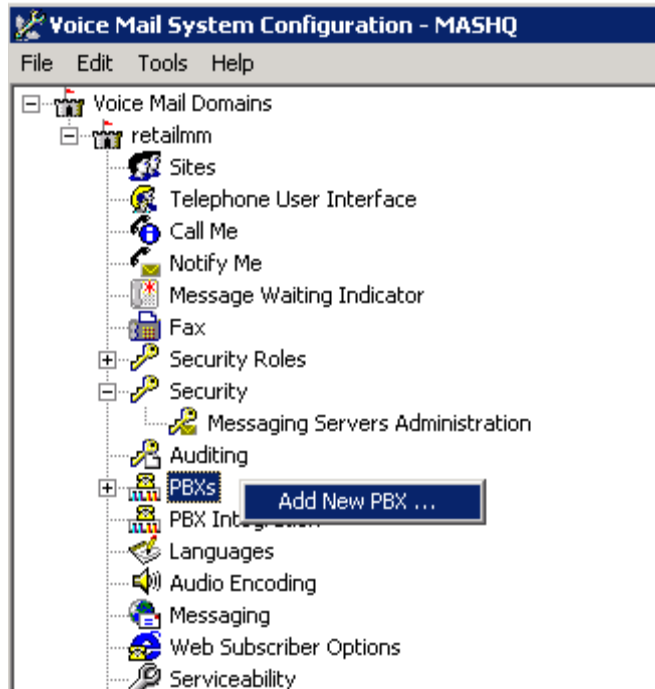 Voice Mail System Configuration - MASHQ
File Edit Tools Help
Voice Mail Domains
retailmm
Sites
Telephone User Interface
Call Me
Notify Me
Message Waiting Indicator
Fax
Security Roles
Security
Messaging Servers Administration
Auditing
PBXs
Add New PBX ...
PBX Integration
Languages
Audio Encoding
Messaging
Web Subscriber Options
Serviceability